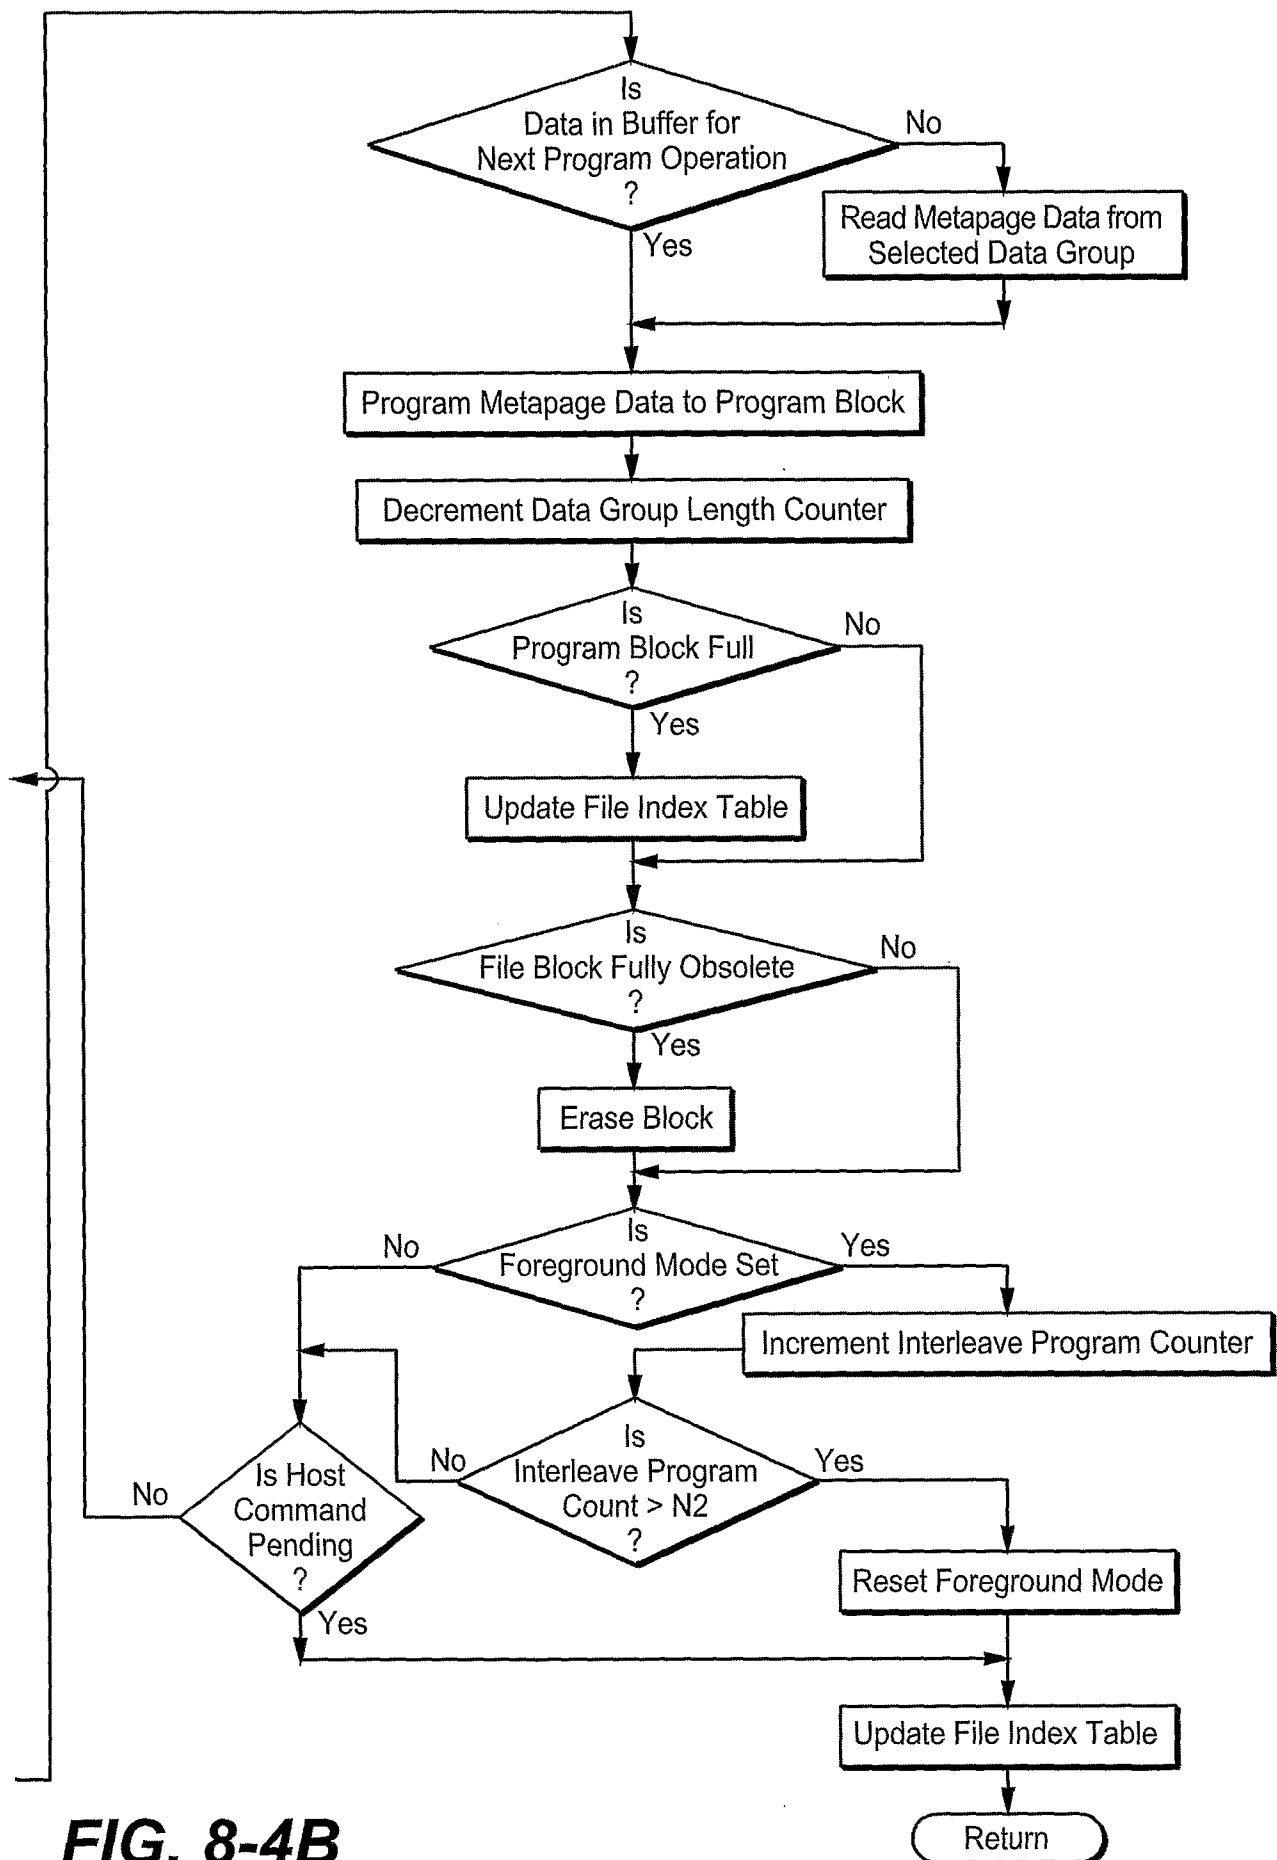 Is
Data in Buffer for
Next Program Operation
?
No
Yes
Read Metapage Data from
Selected Data Group
Program Metapage Data to Program Block
Decrement Data Group Length Counter
Is
Program Block Full
?
No
Yes
Update File Index Table
Is
File Block Fully Obsolete
?
No
Yes
Erase Block
Is
Foreground Mode Set
?
No
Yes
Increment Interleave Program Counter
Is
Interleave Program
Count > N2
?
No
Yes
Is Host
Command
Pending
?
No
Yes
Reset Foreground Mode
Update File Index Table
Return
FIG. 8-4B